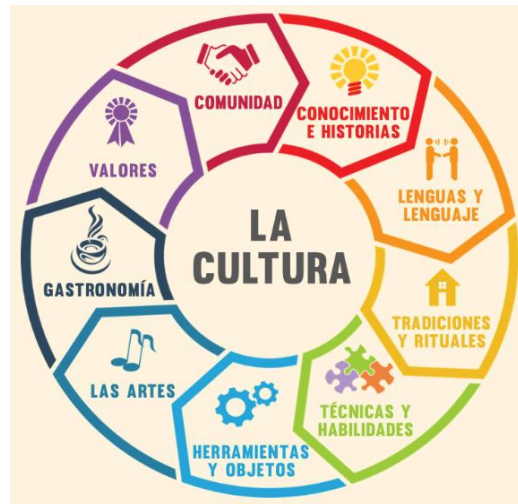 LA
CULTURA
COMUNIDAD
CONOCIMIENTO
E HISTORIAS
LENGUAS Y
LENGUAJE
TRADICIONES
Y RITUALES
TÉCNICAS Y
HABILIDADES
HERRAMIENTAS
Y OBJETOS
LAS ARTES
GASTRONOMÍA
VALORES